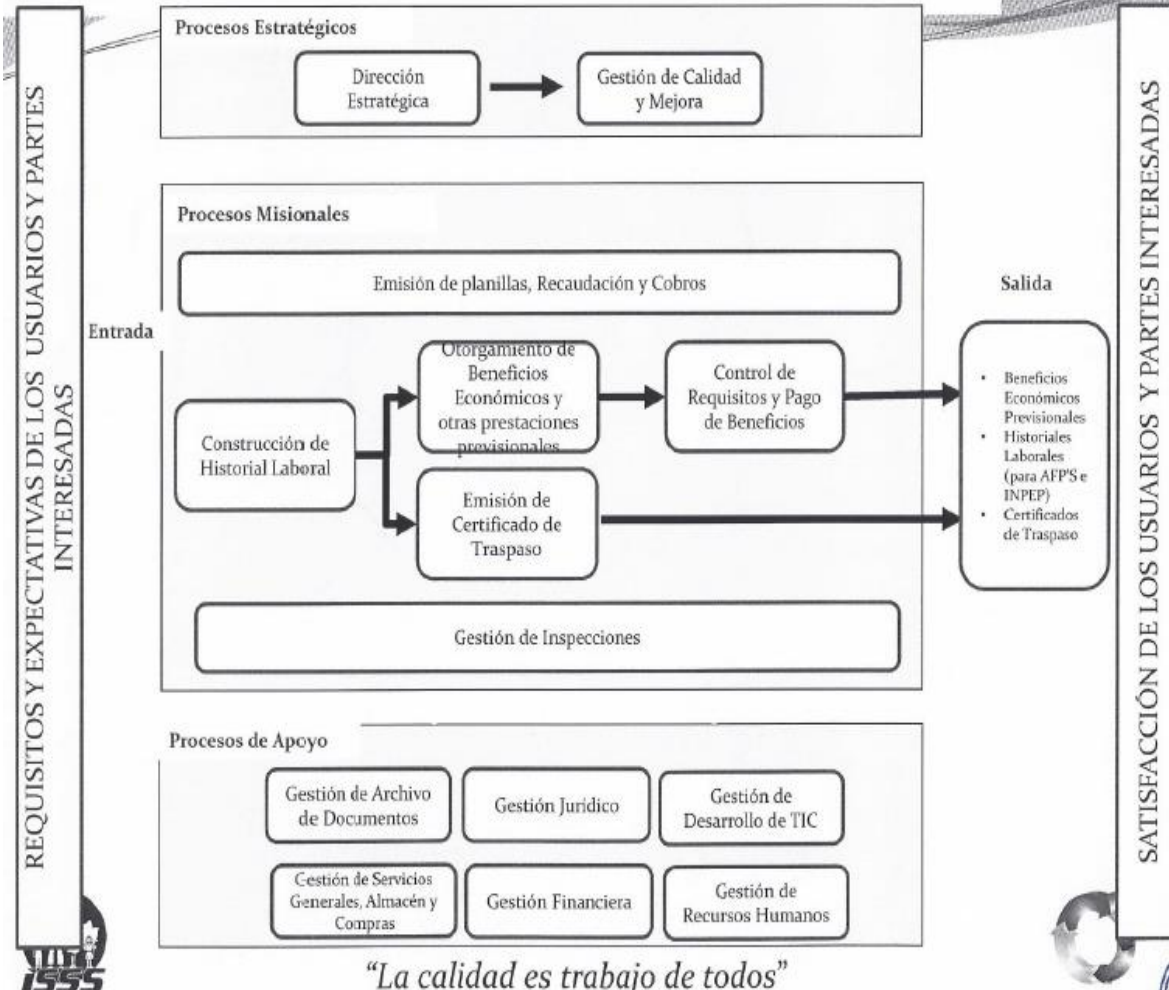 REQUISITOS Y EXPECTATIVAS DE LOS USUARIOS Y PARTES
INTERESADAS
Procesos Estratégicos
Dirección
Estratégica
Gestión de Calidad
y Mejora
Procesos Misionales
Emisión de planillas, Recaudación y Cobros
Entrada
Construcción de
Historial Laboral
Otorgamiento de
Beneficios
Económicos y
otras prestaciones
previsionales
Control de
Requisitos y Pago
de Beneficios
Emisión de
Certificado de
Traspaso
Gestión de Inspecciones
Salida
• Beneficios
Económicos
Previsionales
• Historiales
Laborales
(para AFP'S e
INPEP)
• Certificados
de Traspaso
Procesos de Apoyo
Gestión de Archivo
de Documentos
Gestión Jurídico
Gestión de
Desarrollo de TIC
Gestión de Servicios
Generales, Almacén y
Compras
Gestión Financiera
Gestión de
Recursos Humanos
SATISFACCIÓN DE LOS USUARIOS Y PARTES INTERESADAS
ISSS
“La calidad es trabajo de todos”